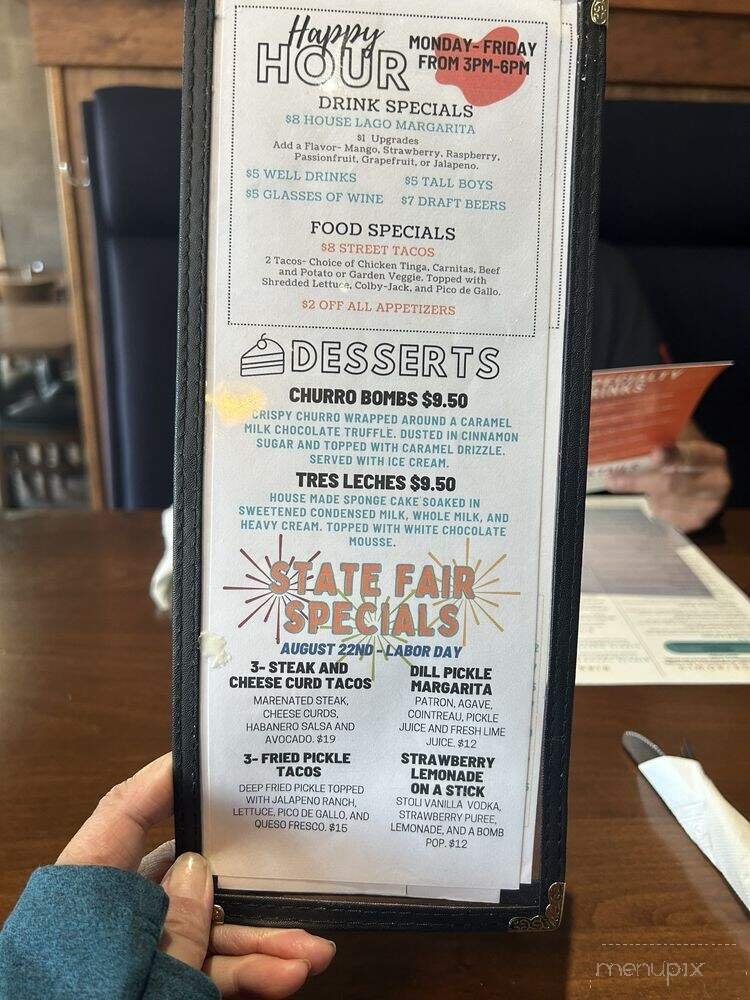 Happy
HOUR
MONDAY- FRIDAY
FROM 3PM-6PM
DRINK SPECIALS
$8 HOUSE LAGO MARGARITA
$1 Upgrades
Add a Flavor- Mango, Strawberry, Raspberry,
Passionfruit, Grapefruit, or Jalapeno.
$5 WELL DRINKS $5 TALL BOYS
$5 GLASSES OF WINE $7 DRAFT BEERS
FOOD SPECIALS
$8 STREET TACOS
2 Tacos- Choice of Chicken Tinga, Carnitas, Beef
and Potato or Garden Veggie. Topped with
Shredded Lettuce, Colby-Jack, and Pico de Gallo.
$2 OFF ALL APPETIZERS
DESSERTS
CHURRO BOMBS $9.50
CRISPY CHURRO WRAPPED AROUND A CARAMEL
MILK CHOCOLATE TRUFFLE. DUSTED IN CINNAMON
SUGAR AND TOPPED WITH CARAMEL DRIZZLE.
SERVED WITH ICE CREAM.
TRES LECHES $9.50
HOUSE MADE SPONGE CAKE SOAKED IN
SWEETENED CONDENSED MILK, WHOLE MILK, AND
HEAVY CREAM. TOPPED WITH WHITE CHOCOLATE
MOUSSE.
STATE FAIR
SPECIALS
AUGUST 22ND - LABOR DAY
3- STEAK AND
CHEESE CURD TACOS
MARENATED STEAK,
CHEESE CURDS,
HABANERO SALSA AND
AVOCADO. $19
3- FRIED PICKLE
TACOS
DEEP FRIED PICKLE TOPPED
WITH JALAPENO RANCH,
LETTUCE, PICO DE GALLO, AND
QUESO FRESCO. $15
DILL PICKLE
MARGARITA
PATRON, AGAVE,
COINTREAU, PICKLE
JUICE AND FRESH LIME
JUICE. $12
STRAWBERRY
LEMONADE
ON A STICK
STOLI VANILLA VODKA,
STRAWBERRY PUREE,
LEMONADE, AND A BOMB
POP. $12
menupix